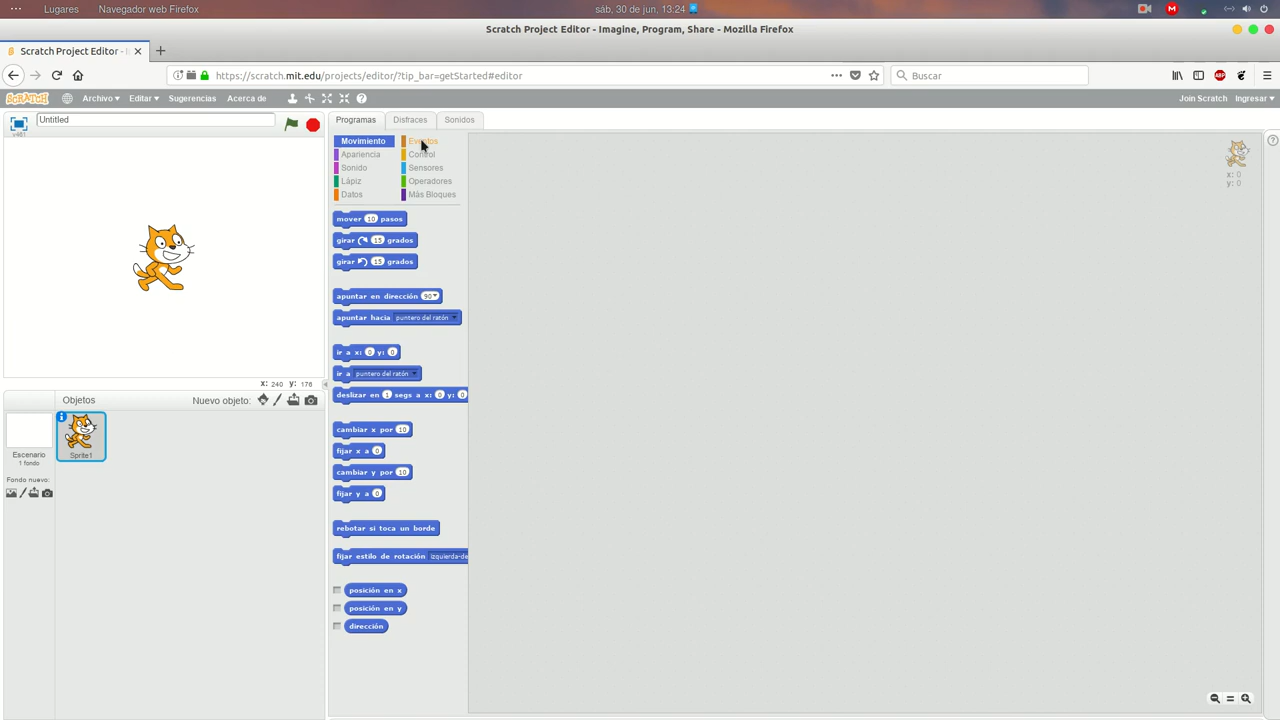 Lugares Navegador web Firefox sáb, 30 de jun, 13:24
Scratch Project Editor - Imagine, Program, Share - Mozilla Firefox
Scratch Project Editor -
https://scratch.mit.edu/projects/editor/?tip_bar=getStarted#editor Buscar
SCRATCH Archivo Editar Sugerencias Acerca de Join Scratch Ingresar
Untitled
v461
Programas Disfraces Sonidos
Movimiento Eventos
Apariencia Control
Sonido Sensores
Lápiz Operadores
Datos Más Bloques
x: 0
y: 0
mover 10 pasos
girar 15 grados
girar 15 grados
apuntar en dirección 90
apuntar hacia puntero del ratón
ir a x: 0 y: 0
ir a puntero del ratón
deslizar en 1 segs a x: 0 y: 0
cambiar x por 10
fijar x a 0
cambiar y por 10
fijar y a 0
rebotar si toca un borde
fijar estilo de rotación izquierda-de
posición en x
posición en y
dirección
x: 240 y: 176
Objetos Nuevo objeto:
Escenario
1 fondo
Sprite1
Fondo nuevo: